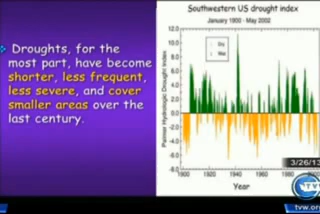 Droughts, for the
most part, have become
shorter, less frequent,
less severe, and cover
smaller areas over the
last century.
Southwestern US drought index
January 1900 - May 2002
12.0
10.0
8.0
6.0
4.0
2.0
0.0
-2.0
-4.0
-6.0
-8.0
Palmer Hydrologic Drought Index
Dry
Wet
1900
1920
1940
1960
1980
2000
Year
3/26/13
TVW
www.tvw.org